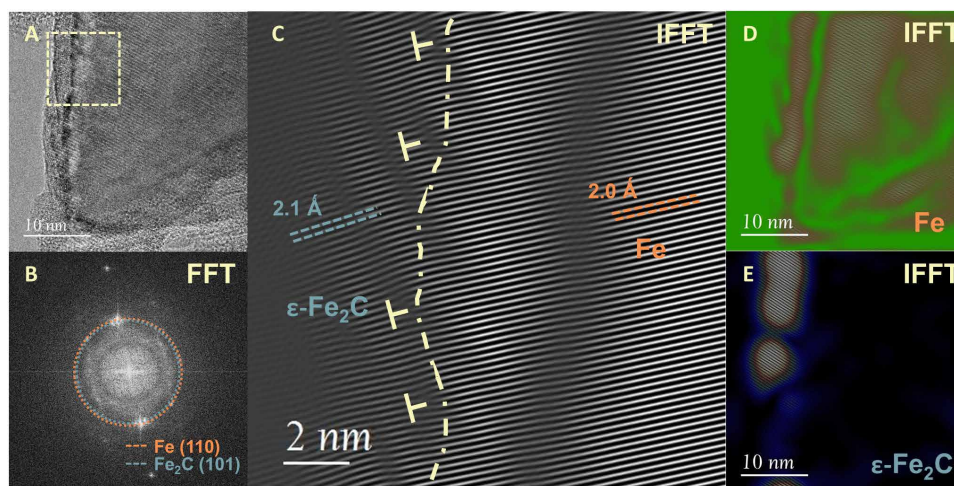 A
10 nm
B
FFT
Fe (110)
Fe₂C (101)
C
IFFT
2.1 Å
2.0 Å
Fe
ε-Fe₂C
2 nm
D
IFFT
10 nm
Fe
E
IFFT
10 nm
ε-Fe₂C